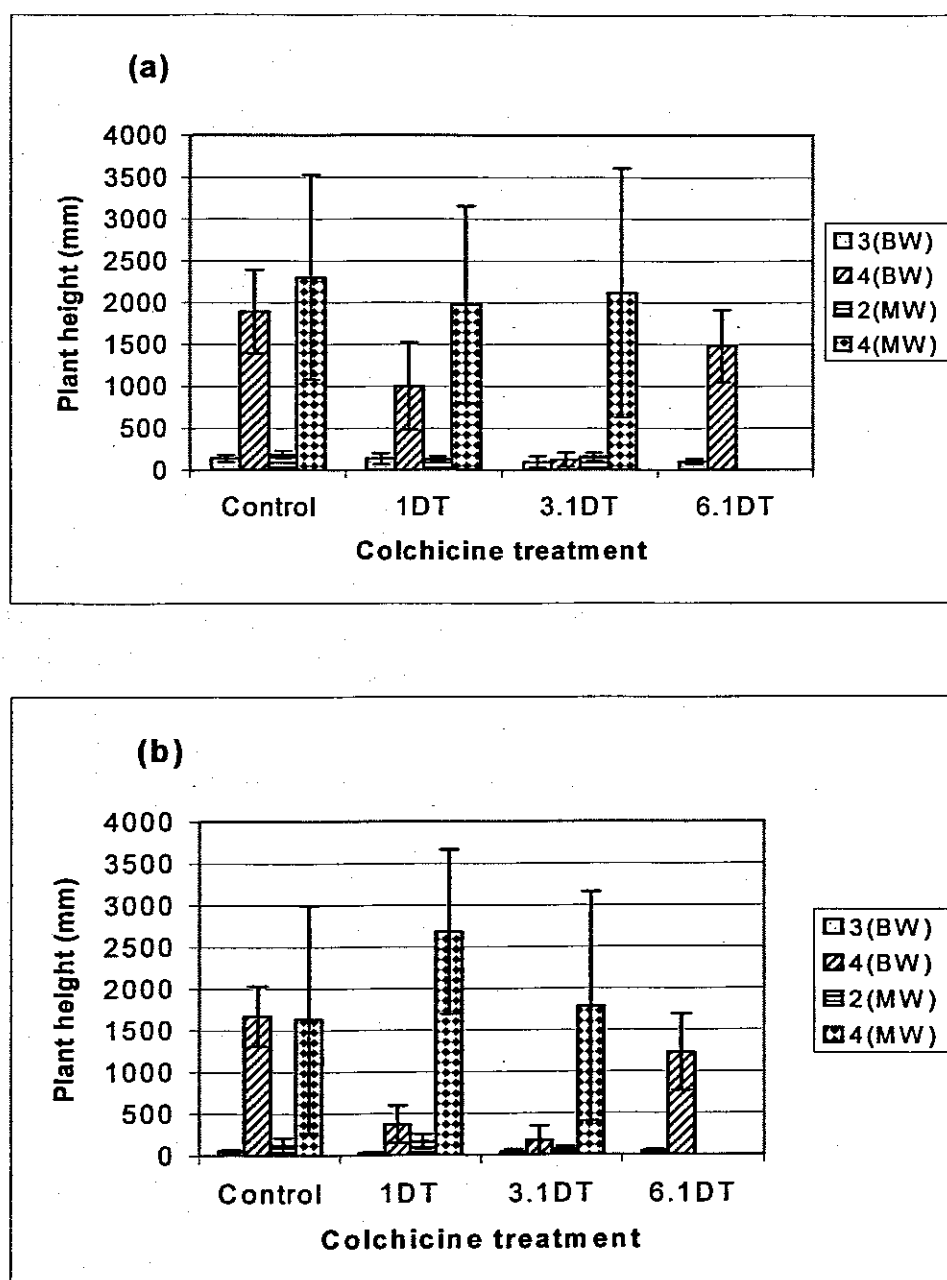 (a)
Plant height (mm)
4000
3500
3000
2500
2000
1500
1000
500
0
Control 1DT 3.1DT 6.1DT
Colchicine treatment
3(BW)
4(BW)
2(MW)
4(MW)
(b)
Plant height (mm)
4000
3500
3000
2500
2000
1500
1000
500
0
Control 1DT 3.1DT 6.1DT
Colchicine treatment
3(BW)
4(BW)
2(MW)
4(MW)